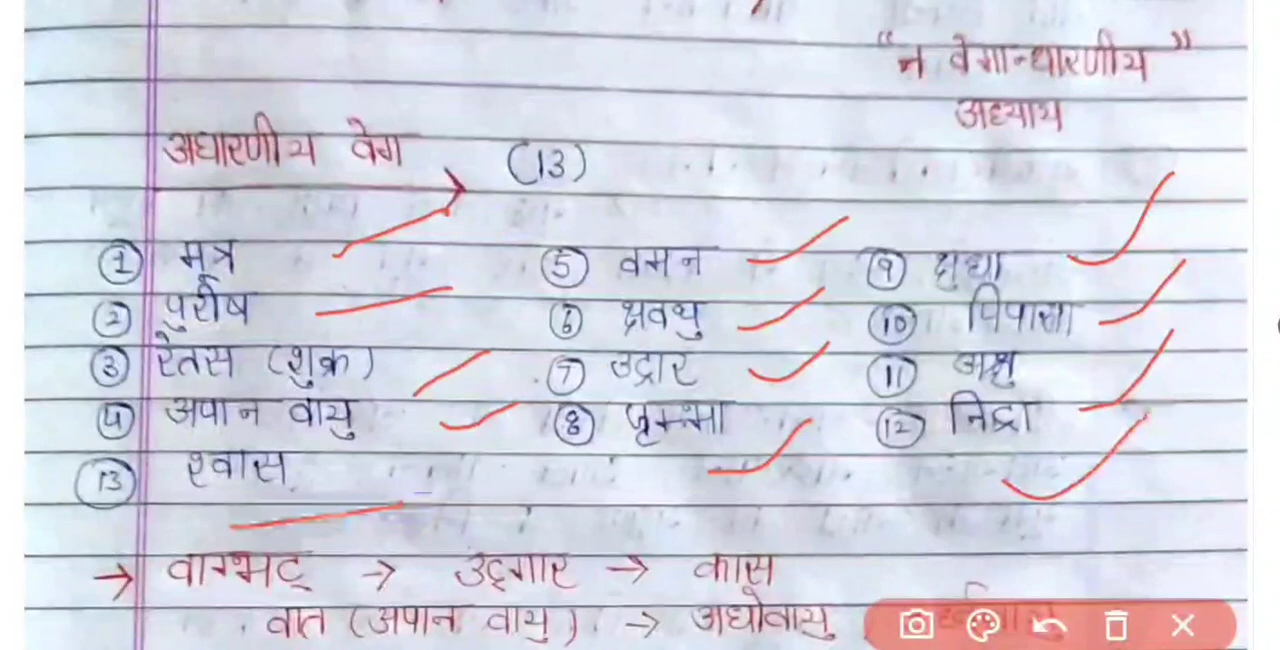 "न वेगान्धारणीय"
अध्याय
अधारणीय वेग → (13)
① मूत्र ⑤ वमन ⑨ क्षुधा
② पुरीष ⑥ क्षवथु ⑩ पिपासा
③ रेतस (शुक्र) ⑦ उद्गार ⑪ अश्रु
④ अपान वायु ⑧ जृम्भा ⑫ निद्रा
⑬ श्वास
→ वाग्भट् → उद्गार → कास
वात (अपान वायु) → अधोवायु